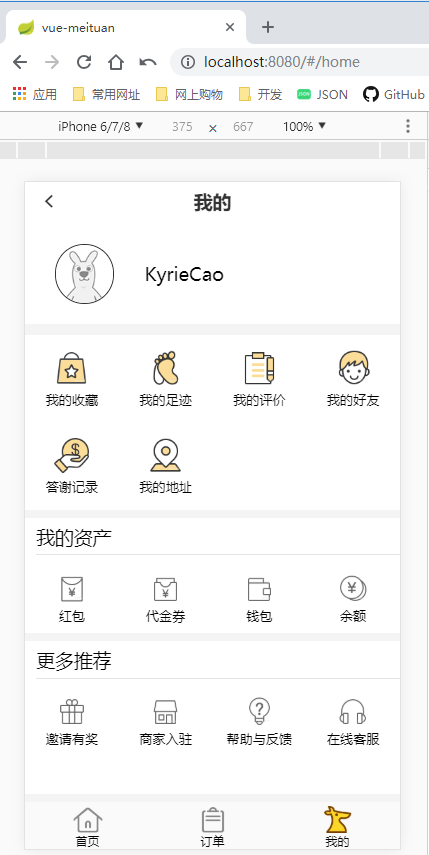 vue-meituan
localhost:8080/#/home
应用 常用网址 网上购物 开发 JSON GitHub
iPhone 6/7/8 ▼ 375 × 667 100% ▼
我的
KyrieCao
我的收藏 我的足迹 我的评价 我的好友
答谢记录 我的地址
我的资产
红包 代金券 钱包 余额
更多推荐
邀请有奖 商家入驻 帮助与反馈 在线客服
首页 订单 我的